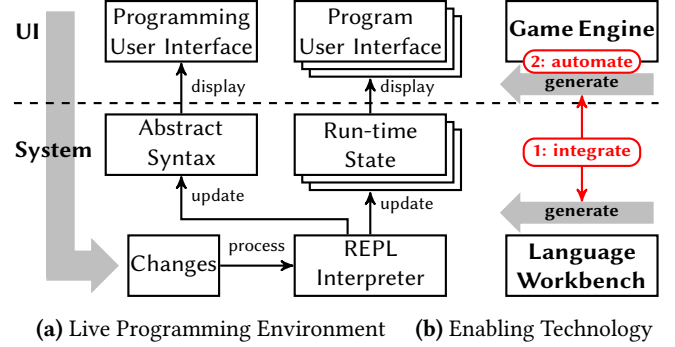 UI
Programming
User Interface
Program
User Interface
Game Engine
2: automate
generate
display
display
System
Abstract
Syntax
Run-time
State
1: integrate
update
update
generate
Changes
process
REPL
Interpreter
Language
Workbench
(a) Live Programming Environment
(b) Enabling Technology